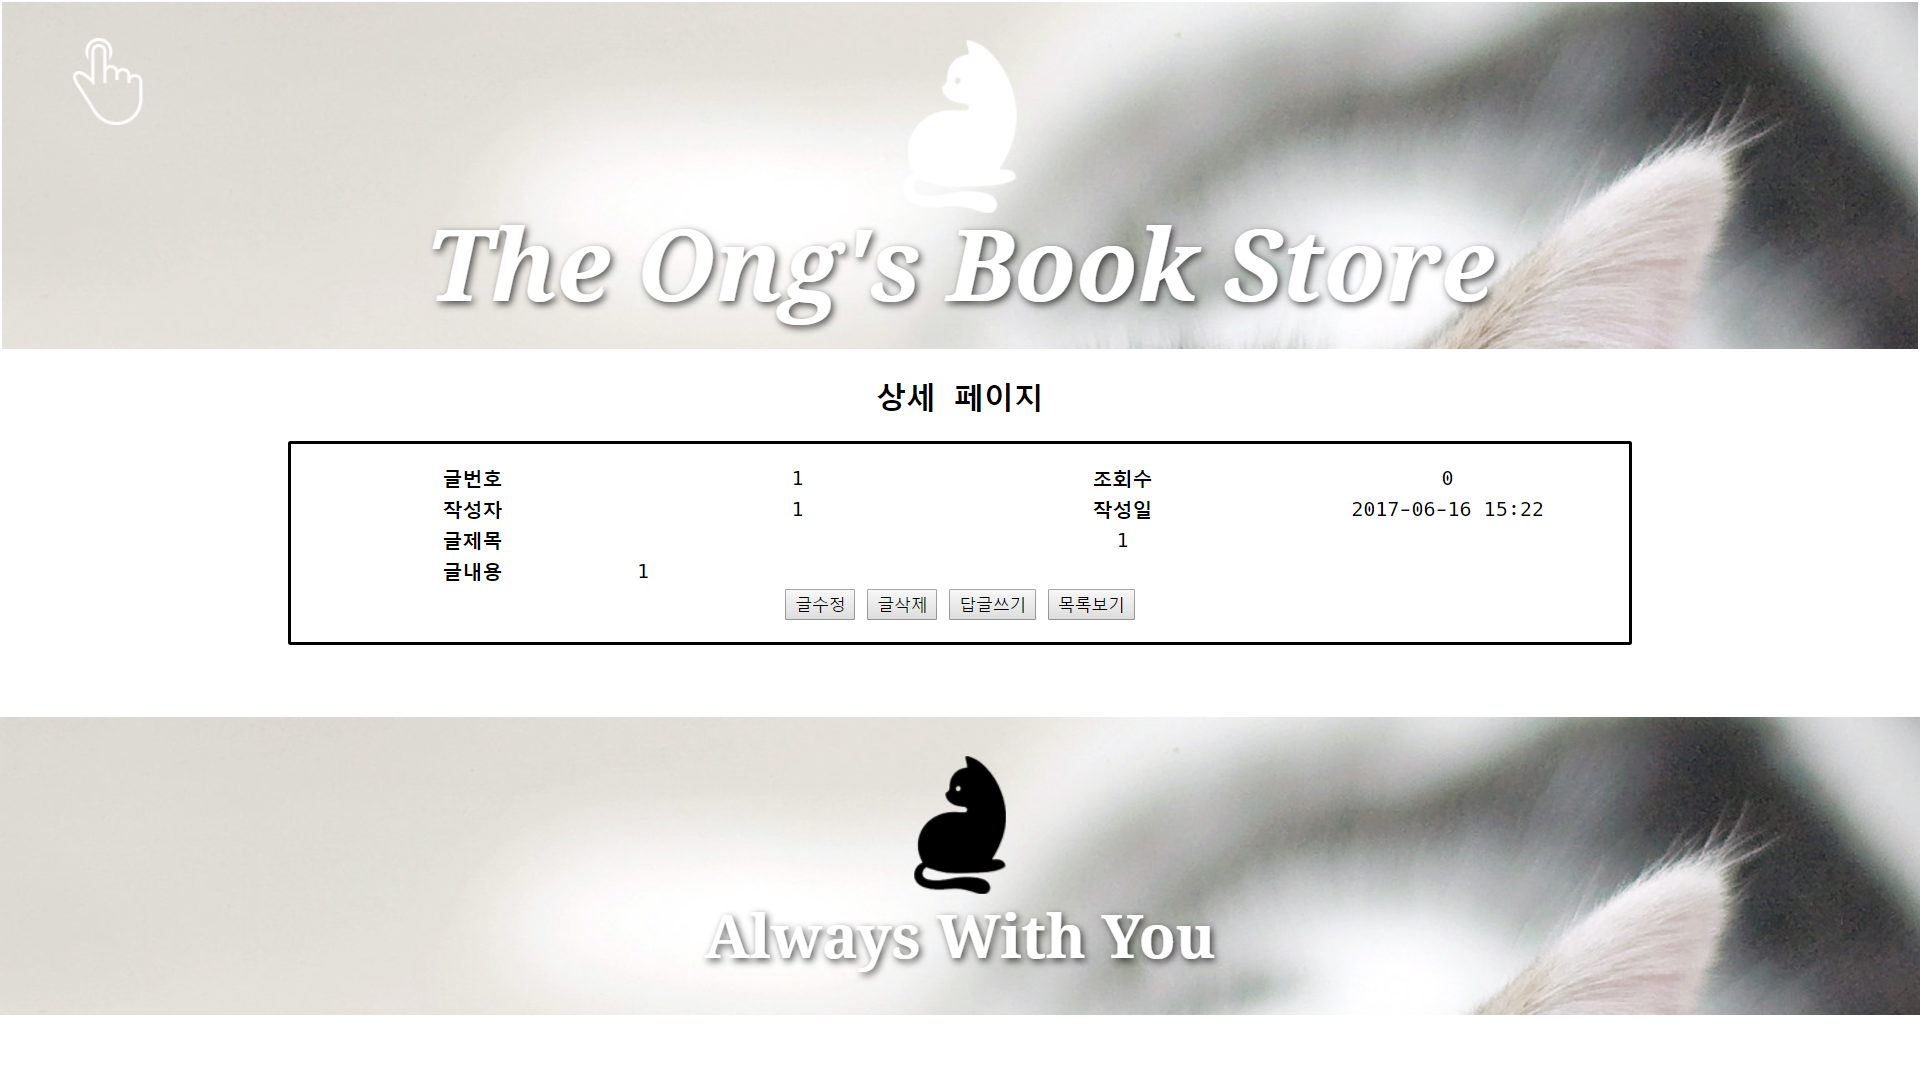 The Ong's Book Store
상세 페이지
글번호 1 조회수 0
작성자 1 작성일 2017-06-16 15:22
글제목 1
글내용 1
글수정 글삭제 답글쓰기 목록보기
Always With You